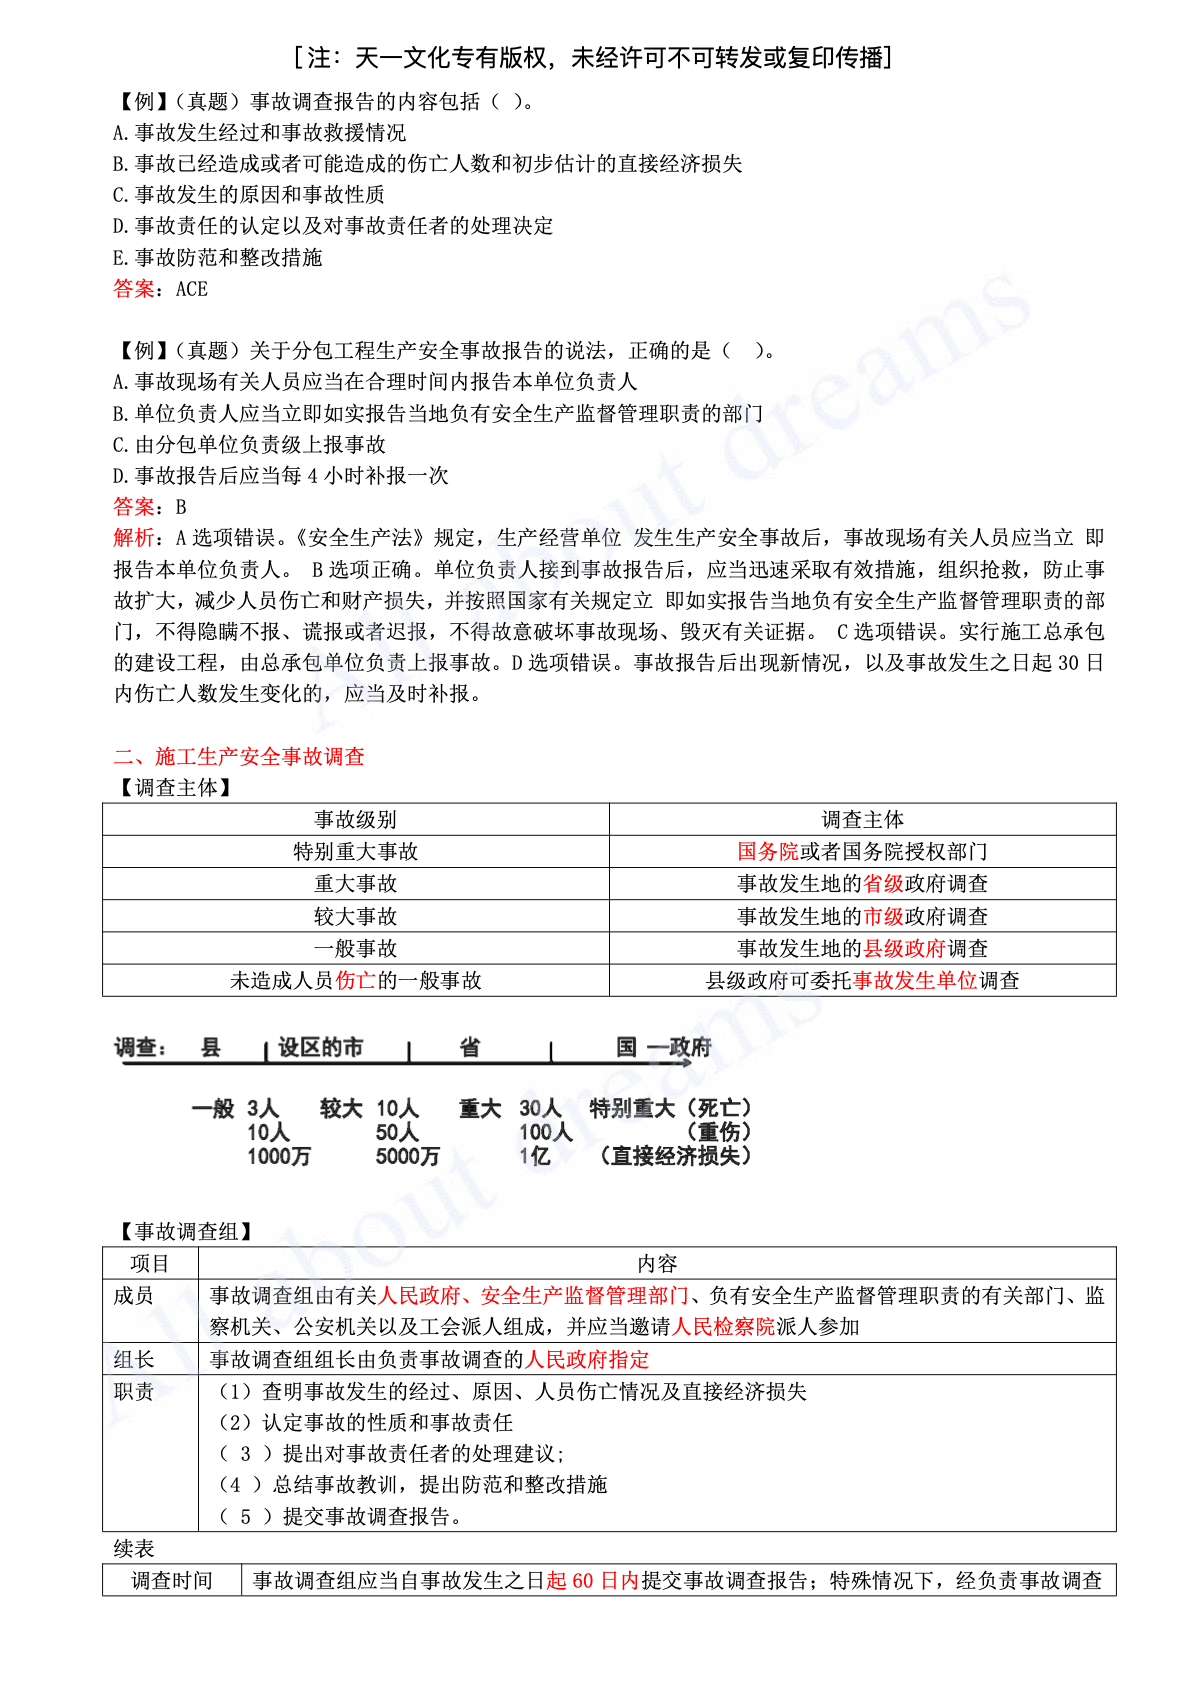 [注：天一文化专有版权，未经许可不可转发或复印传播]
【例】（真题）事故调查报告的内容包括（ ）。
A.事故发生经过和事故救援情况
B.事故已经造成或者可能造成的伤亡人数和初步估计的直接经济损失
C.事故发生的原因和事故性质
D.事故责任的认定以及对事故责任者的处理决定
E.事故防范和整改措施
答案：ACE
【例】（真题）关于分包工程生产安全事故报告的说法，正确的是（ ）。
A.事故现场有关人员应当在合理时间内报告本单位负责人
B.单位负责人应当立即如实报告当地负有安全生产监督管理职责的部门
C.由分包单位负责级上报事故
D.事故报告后应当每 4 小时补报一次
答案：B
解析：A 选项错误。《安全生产法》规定，生产经营单位 发生生产安全事故后，事故现场有关人员应当立 即
报告本单位负责人。 B 选项正确。单位负责人接到事故报告后，应当迅速采取有效措施，组织抢救，防止事
故扩大，减少人员伤亡和财产损失，并按照国家有关规定立 即如实报告当地负有安全生产监督管理职责的部
门，不得隐瞒不报、谎报或者迟报，不得故意破坏事故现场、毁灭有关证据。 C 选项错误。实行施工总承包
的建设工程，由总承包单位负责上报事故。D 选项错误。事故报告后出现新情况，以及事故发生之日起 30 日
内伤亡人数发生变化的，应当及时补报。
二、施工生产安全事故调查
【调查主体】
事故级别 调查主体
特别重大事故 国务院或者国务院授权部门
重大事故 事故发生地的省级政府调查
较大事故 事故发生地的市级政府调查
一般事故 事故发生地的县级政府调查
未造成人员伤亡的一般事故 县级政府可委托事故发生单位调查
调查： 县 设区的市 省 国 一政府
一般 3人 较大 10人 重大 30人 特别重大（死亡）
10人 50人 100人 （重伤）
1000万 5000万 1亿 （直接经济损失）
【事故调查组】
项目 内容
成员 事故调查组由有关人民政府、安全生产监督管理部门、负有安全生产监督管理职责的有关部门、监
察机关、公安机关以及工会派人组成，并应当邀请人民检察院派人参加
组长 事故调查组组长由负责事故调查的人民政府指定
职责 （1）查明事故发生的经过、原因、人员伤亡情况及直接经济损失
（2）认定事故的性质和事故责任
（ 3 ）提出对事故责任者的处理建议;
（4 ）总结事故教训，提出防范和整改措施
（ 5 ）提交事故调查报告。
续表
调查时间 事故调查组应当自事故发生之日起 60 日内提交事故调查报告；特殊情况下，经负责事故调查
All about dreams
All about dreams